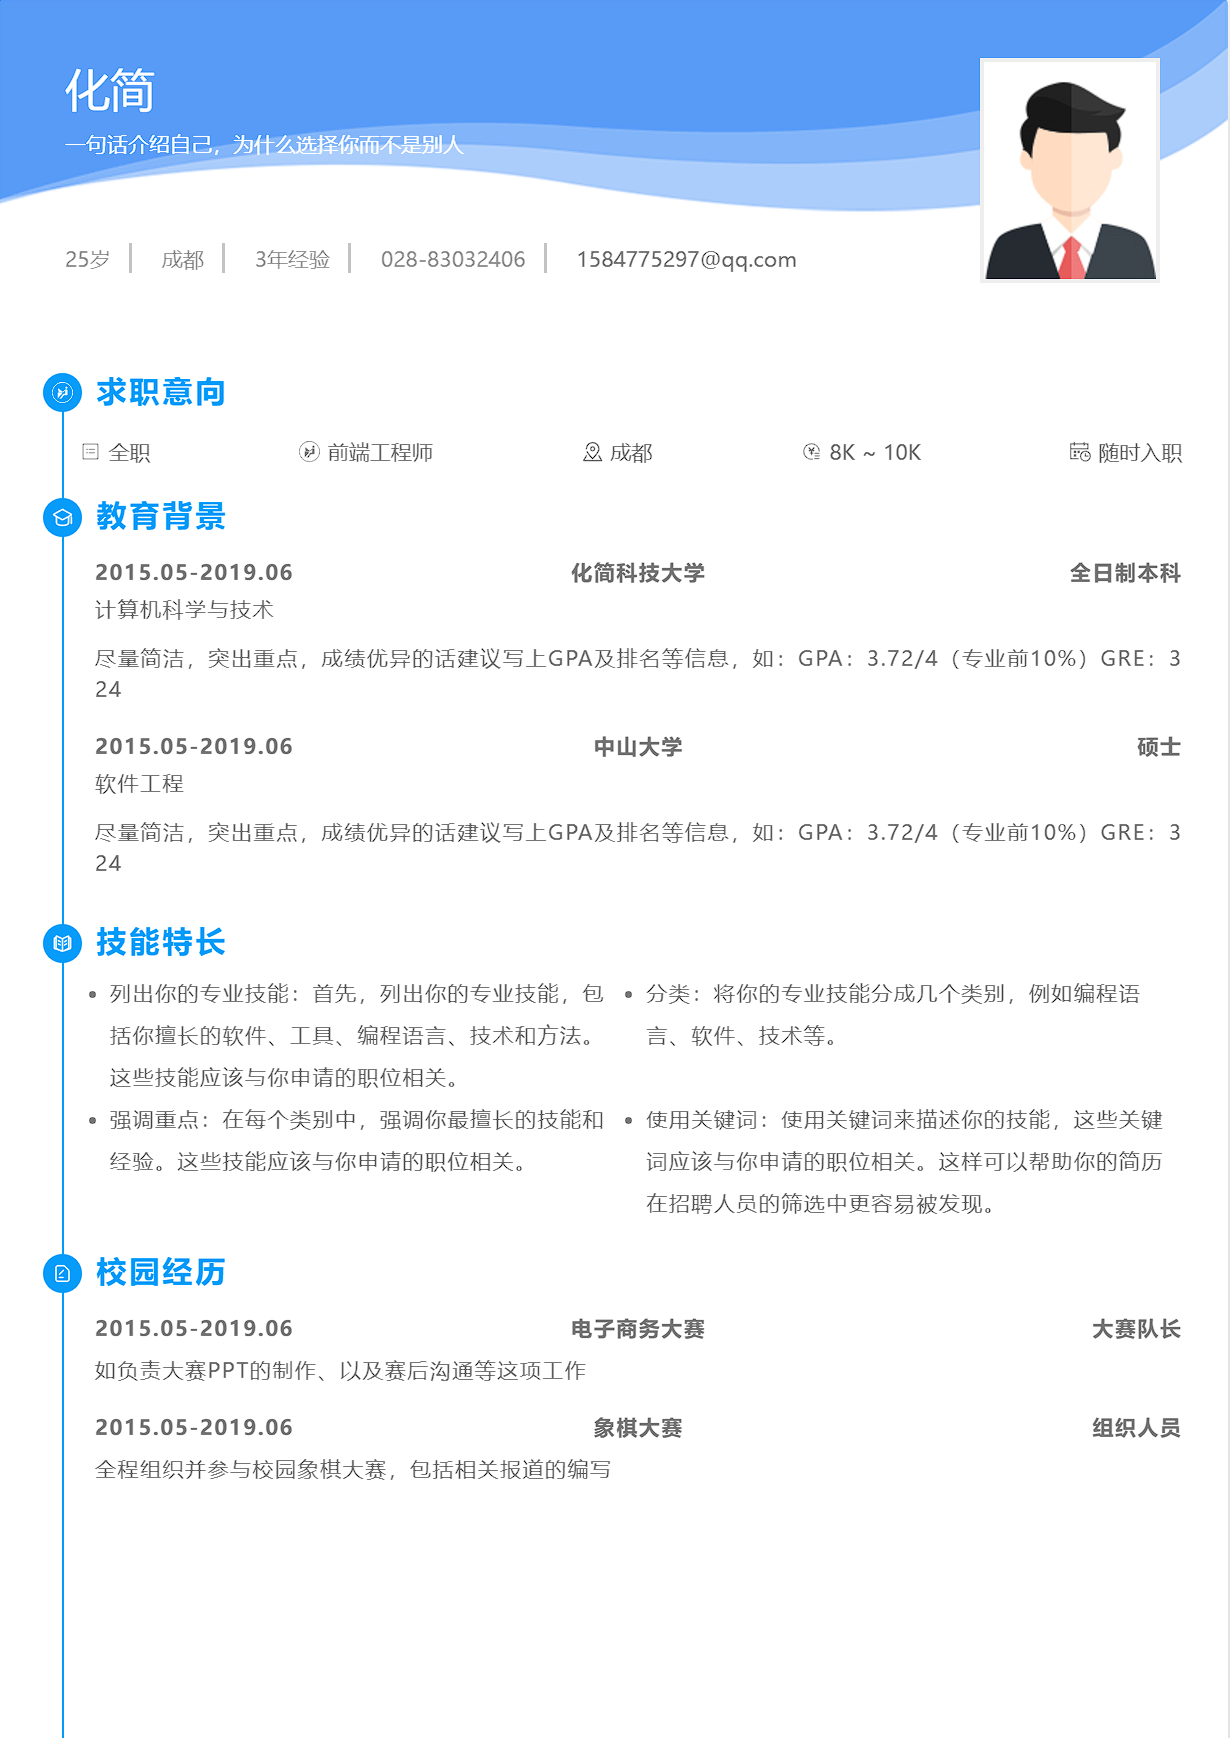 化简
一句话介绍自己，为什么选择你而不是别人
25岁 成都 3年经验 028-83032406 1584775297@qq.com
求职意向
全职 前端工程师 成都 8K ~ 10K 随时入职
教育背景
2015.05-2019.06 化简科技大学 全日制本科
计算机科学与技术
尽量简洁，突出重点，成绩优异的话建议写上GPA及排名等信息，如：GPA：3.72/4（专业前10%）GRE：3
24
2015.05-2019.06 中山大学 硕士
软件工程
尽量简洁，突出重点，成绩优异的话建议写上GPA及排名等信息，如：GPA：3.72/4（专业前10%）GRE：3
24
技能特长
• 列出你的专业技能：首先，列出你的专业技能，包
括你擅长的软件、工具、编程语言、技术和方法。
这些技能应该与你申请的职位相关。
• 分类：将你的专业技能分成几个类别，例如编程语
言、软件、技术等。
• 强调重点：在每个类别中，强调你最擅长的技能和
经验。这些技能应该与你申请的职位相关。
• 使用关键词：使用关键词来描述你的技能，这些关键
词应该与你申请的职位相关。这样可以帮助你的简历
在招聘人员的筛选中更容易被发现。
校园经历
2015.05-2019.06 电子商务大赛 大赛队长
如负责大赛PPT的制作、以及赛后沟通等这项工作
2015.05-2019.06 象棋大赛 组织人员
全程组织并参与校园象棋大赛，包括相关报道的编写